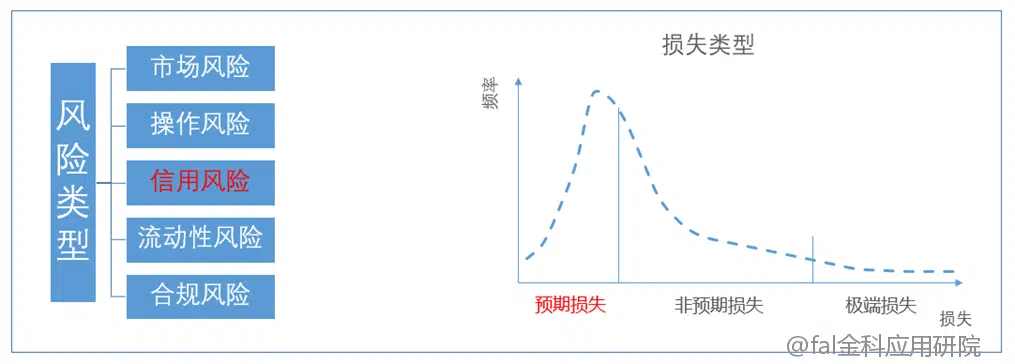 风险类型
市场风险
操作风险
信用风险
流动性风险
合规风险
损失类型
频率
预期损失
非预期损失
极端损失
损失
@fal金科应用研院